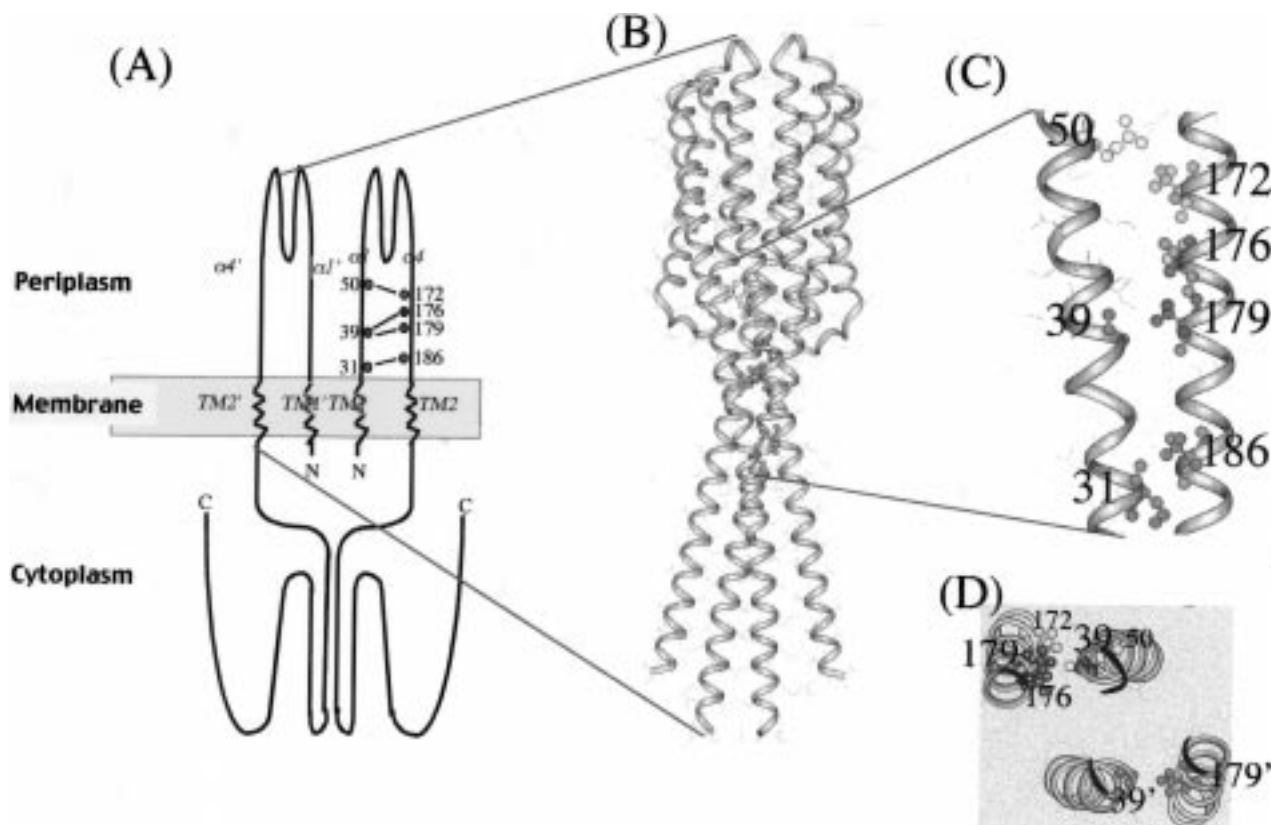 (A)
(B)
(C)
(D)
Periplasm
α4'
α1'
α1
α4
50
172
176
39
179
31
186
Membrane
TM2'
TM1'
TM2
N
N
C
C
Cytoplasm
50
172
176
39
179
186
31
172
39
50
179
176
39'
179'